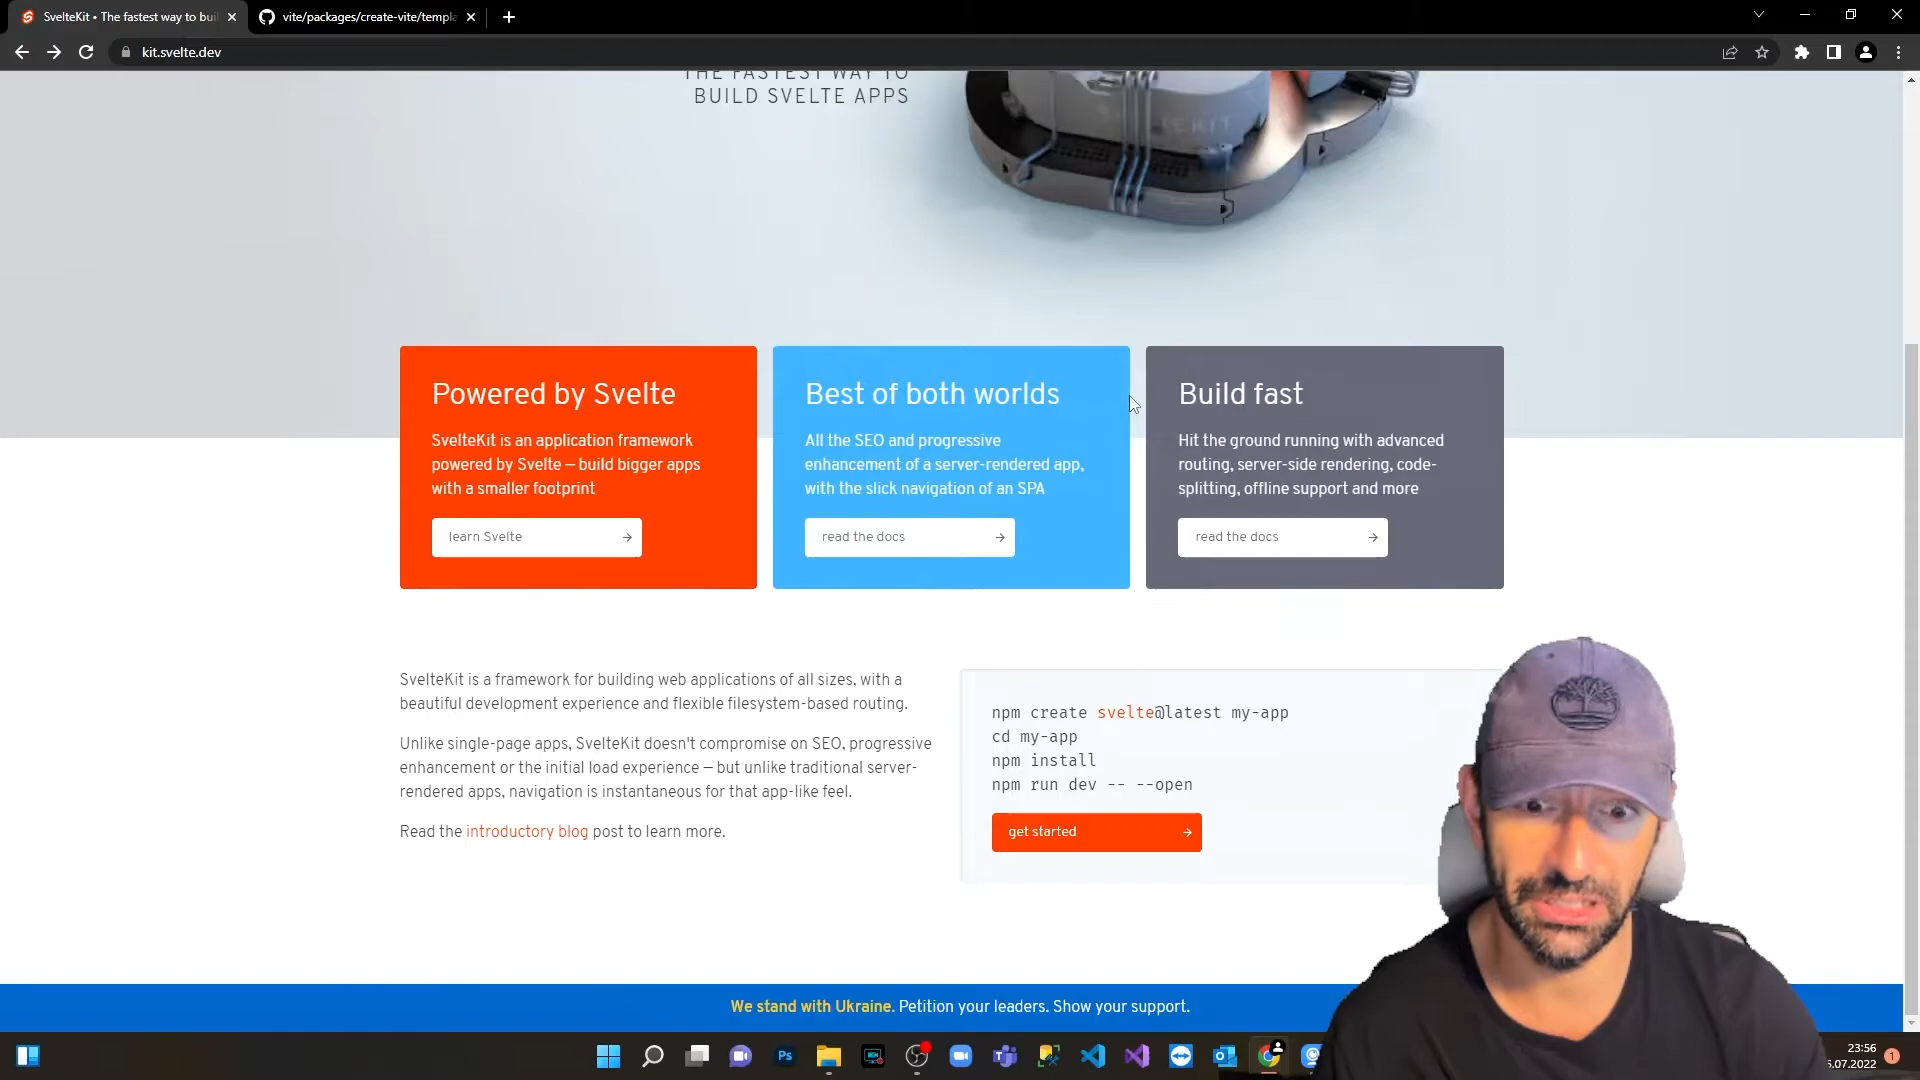 SvelteKit • The fastest way to bui
vite/packages/create-vite/templa
kit.svelte.dev
THE FASTEST WAY TO
BUILD SVELTE APPS
Powered by Svelte
SvelteKit is an application framework
powered by Svelte – build bigger apps
with a smaller footprint
learn Svelte →
Best of both worlds
All the SEO and progressive
enhancement of a server-rendered app,
with the slick navigation of an SPA
read the docs →
Build fast
Hit the ground running with advanced
routing, server-side rendering, code-
splitting, offline support and more
read the docs →
SvelteKit is a framework for building web applications of all sizes, with a
beautiful development experience and flexible filesystem-based routing.
Unlike single-page apps, SvelteKit doesn't compromise on SEO, progressive
enhancement or the initial load experience – but unlike traditional server-
rendered apps, navigation is instantaneous for that app-like feel.
Read the introductory blog post to learn more.
npm create svelte@latest my-app
cd my-app
npm install
npm run dev -- --open
get started →
We stand with Ukraine. Petition your leaders. Show your support.
Ps
23:56
5.07.2022
1